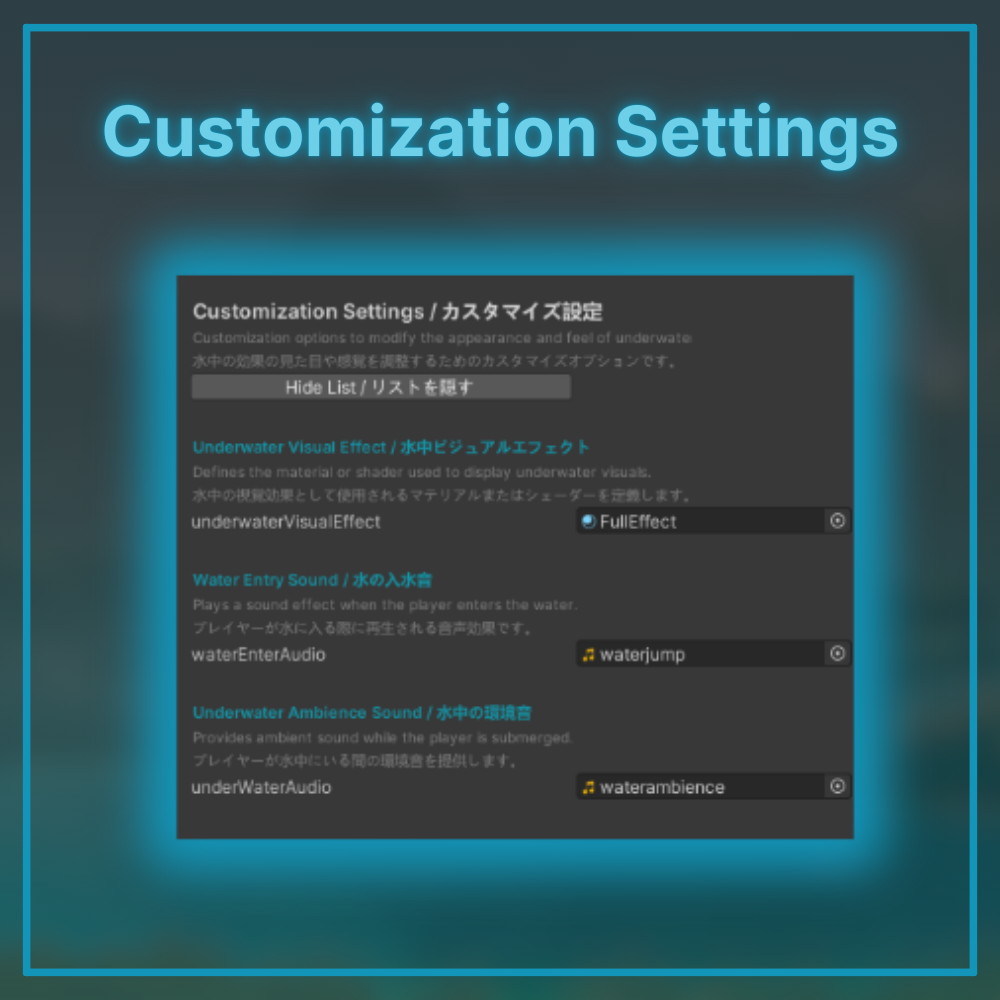 Customization Settings
Customization Settings / カスタマイズ設定
Customization options to modify the appearance and feel of underwate
水中の効果の見た目や感覚を調整するためのカスタマイズオプションです。
Hide List / リストを隠す
Underwater Visual Effect / 水中ビジュアルエフェクト
Defines the material or shader used to display underwater visuals.
水中の視覚効果として使用されるマテリアルまたはシェーダーを定義します。
underwaterVisualEffect
FullEffect
Water Entry Sound / 水の入水音
Plays a sound effect when the player enters the water.
プレイヤーが水に入る際に再生される音声効果です。
waterEnterAudio
waterjump
Underwater Ambience Sound / 水中の環境音
Provides ambient sound while the player is submerged.
プレイヤーが水中にいる間の環境音を提供します。
underWaterAudio
waterambience